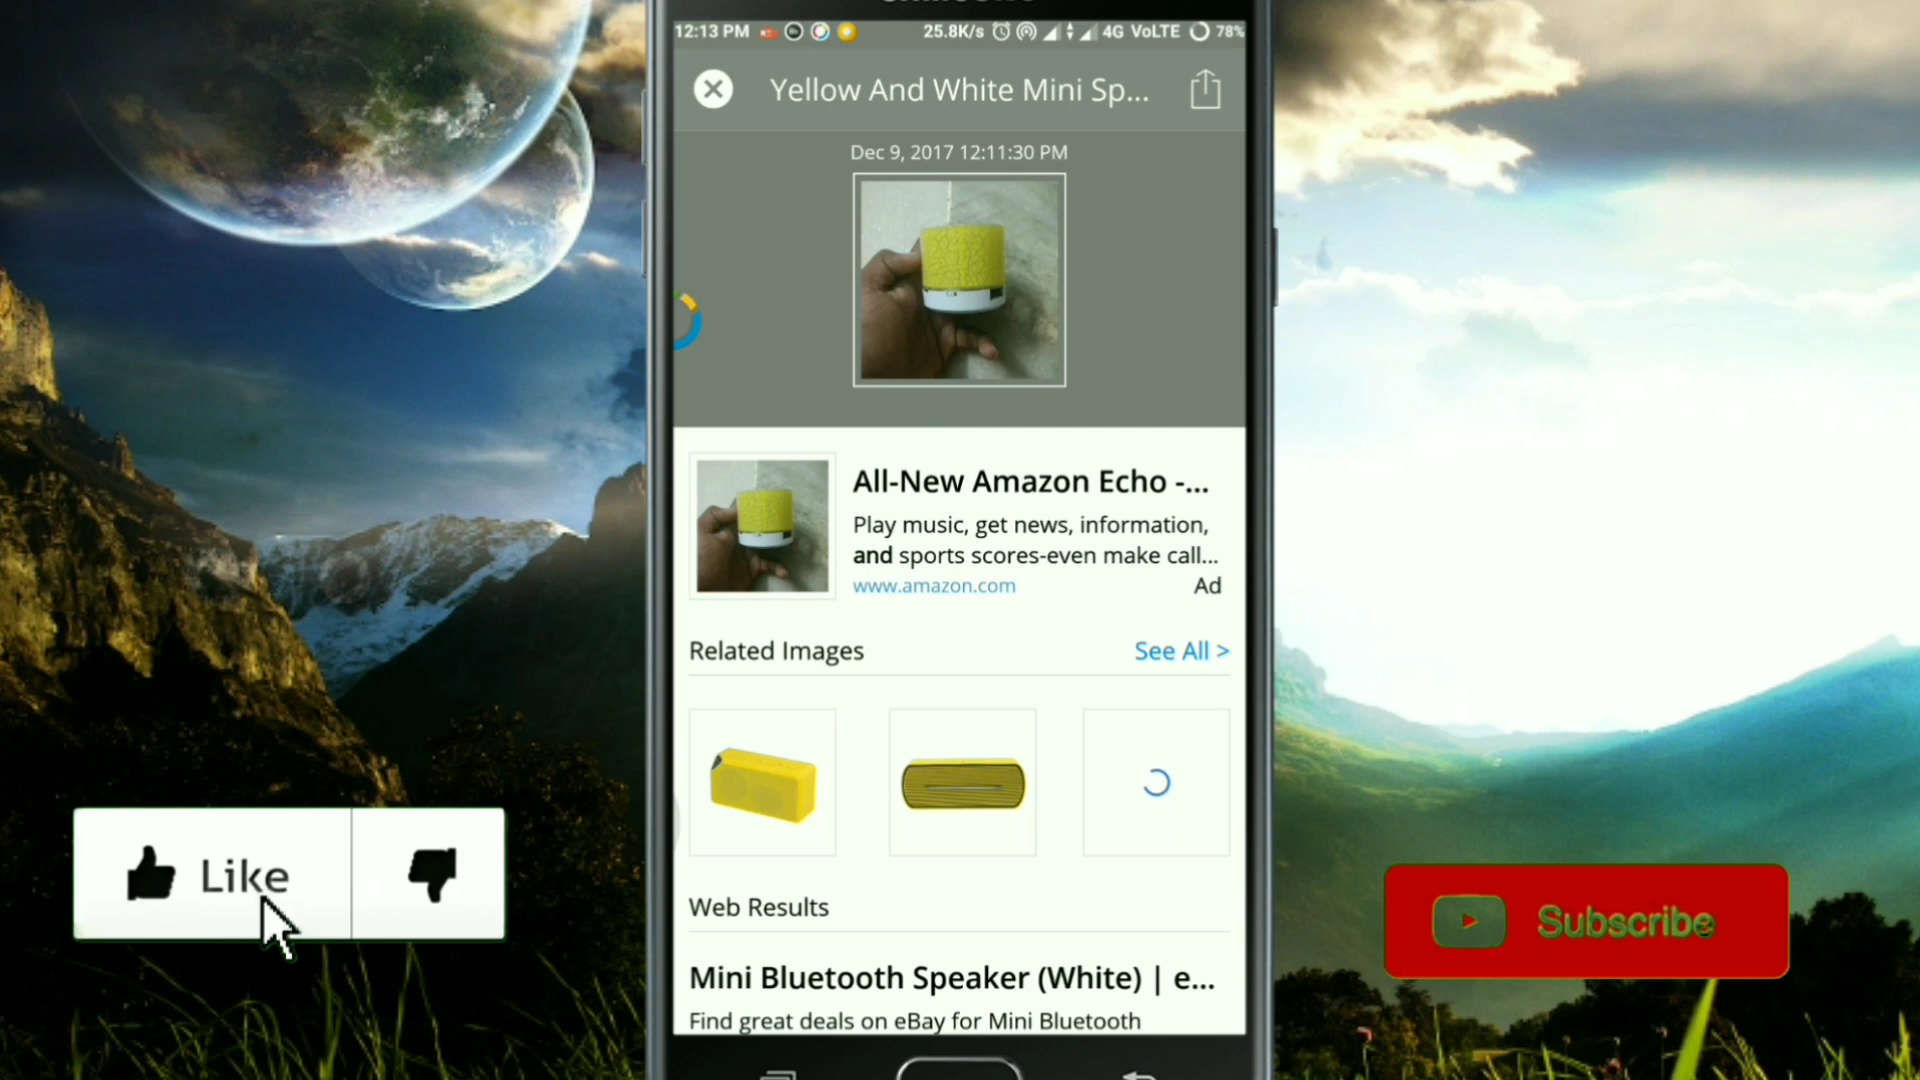 12:13 PM
25.8K/s 4G VoLTE 78%
Yellow And White Mini Sp...
Dec 9, 2017 12:11:30 PM
All-New Amazon Echo -...
Play music, get news, information,
and sports scores-even make call...
www.amazon.com Ad
Related Images See All >
Web Results
Mini Bluetooth Speaker (White) | e...
Find great deals on eBay for Mini Bluetooth
Like
Subscribe